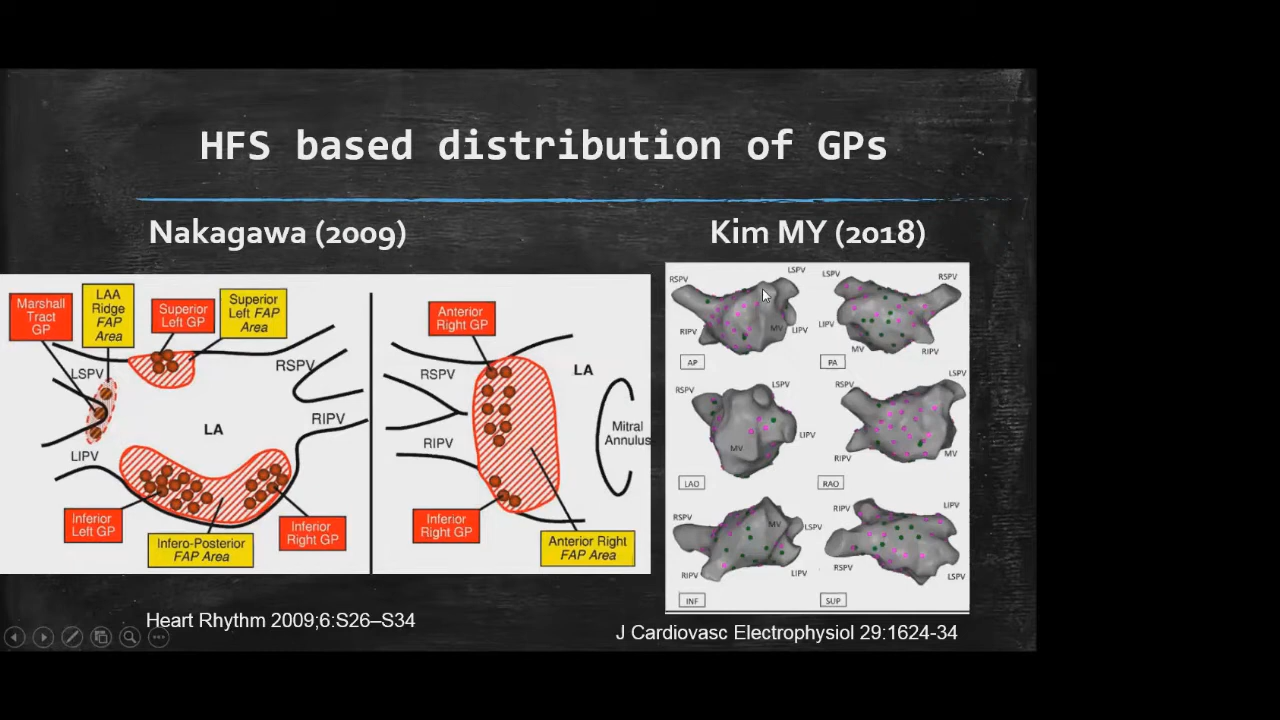 HFS based distribution of GPs
Nakagawa (2009)
Marshall
Tract
GP
LAA
Ridge
FAP
Area
Superior
Left GP
Superior
Left FAP
Area
LSPV
RSPV
LA
RIPV
LIPV
Inferior
Left GP
Infero-Posterior
FAP Area
Inferior
Right GP
Anterior
Right GP
RSPV
LA
RIPV
Mitral
Annulus
Inferior
Right GP
Anterior Right
FAP Area
Heart Rhythm 2009;6:S26–S34
Kim MY (2018)
RSPV
LSPV
RIPV
MV
LIPV
AP
LSPV
RSPV
LIPV
MV
RIPV
PA
RSPV
LSPV
LIPV
MV
LAO
RSPV
LSPV
RIPV
MV
RAO
RSPV
MV
LSPV
RIPV
LIPV
INF
RIPV
LIPV
RSPV
LSPV
SUP
J Cardiovasc Electrophysiol 29:1624-34